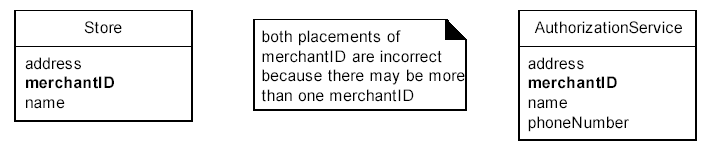 Store
address
merchantID
name
both placements of
merchantID are incorrect
because there may be more
than one merchantID
AuthorizationService
address
merchantID
name
phoneNumber